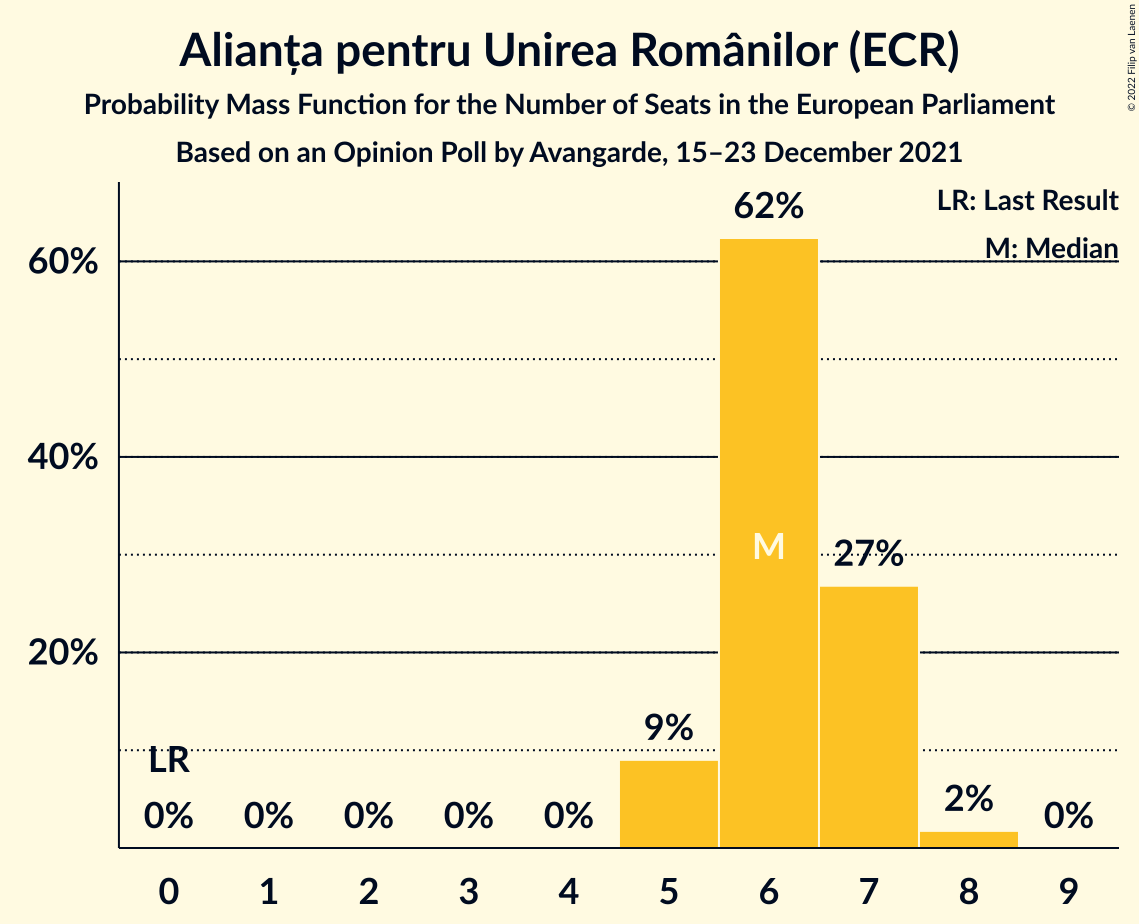 Alianța pentru Unirea Românilor (ECR)
Probability Mass Function for the Number of Seats in the European Parliament
Based on an Opinion Poll by Avangarde, 15–23 December 2021
© 2022 Filip van Laenen
LR: Last Result
M: Median
60%
40%
20%
62%
M
27%
9%
LR
2%
0% 0% 0% 0% 0% 0%
0 1 2 3 4 5 6 7 8 9